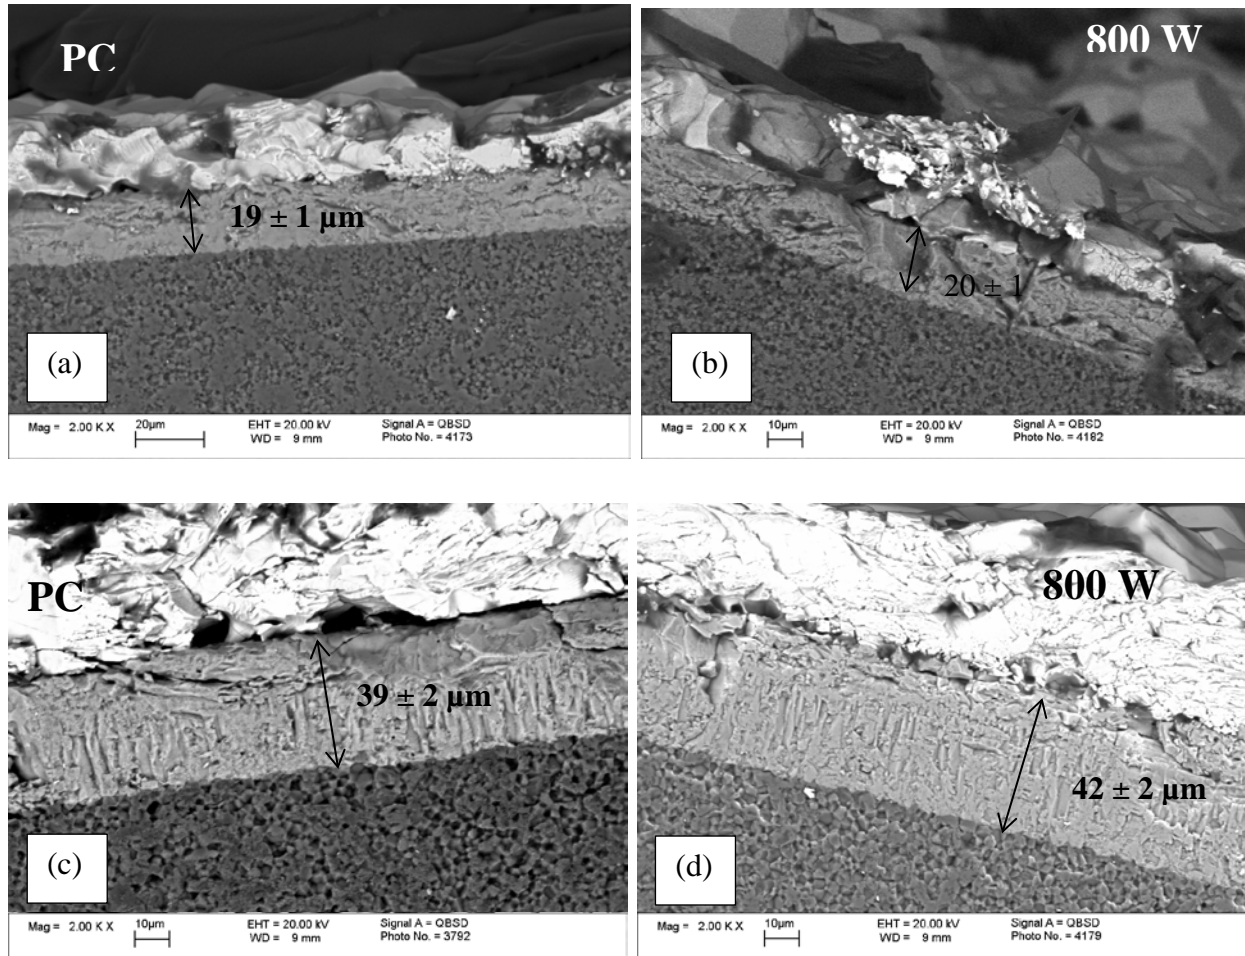 PC
19 ± 1 µm
(a)
Mag = 2.00 K X 20µm EHT = 20.00 kV Signal A = QBSD
WD = 9 mm Photo No. = 4173
800 W
20 ± 1
(b)
Mag = 2.00 K X 10µm EHT = 20.00 kV Signal A = QBSD
WD = 9 mm Photo No. = 4182
PC
39 ± 2 µm
(c)
Mag = 2.00 K X 10µm EHT = 20.00 kV Signal A = QBSD
WD = 9 mm Photo No. = 3792
800 W
42 ± 2 µm
(d)
Mag = 2.00 K X 10µm EHT = 20.00 kV Signal A = QBSD
WD = 9 mm Photo No. = 4179